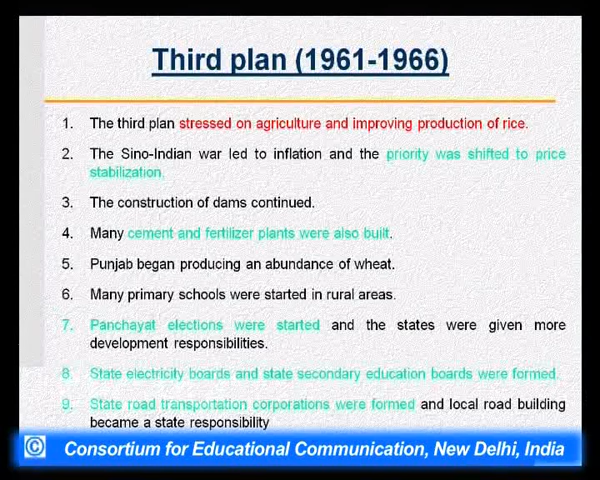 Third plan (1961-1966)
1. The third plan stressed on agriculture and improving production of rice.
2. The Sino-Indian war led to inflation and the priority was shifted to price
stabilization.
3. The construction of dams continued.
4. Many cement and fertilizer plants were also built.
5. Punjab began producing an abundance of wheat.
6. Many primary schools were started in rural areas.
7. Panchayat elections were started and the states were given more
development responsibilities.
8. State electricity boards and state secondary education boards were formed.
9. State road transportation corporations were formed and local road building
became a state responsibility
© Consortium for Educational Communication, New Delhi, India